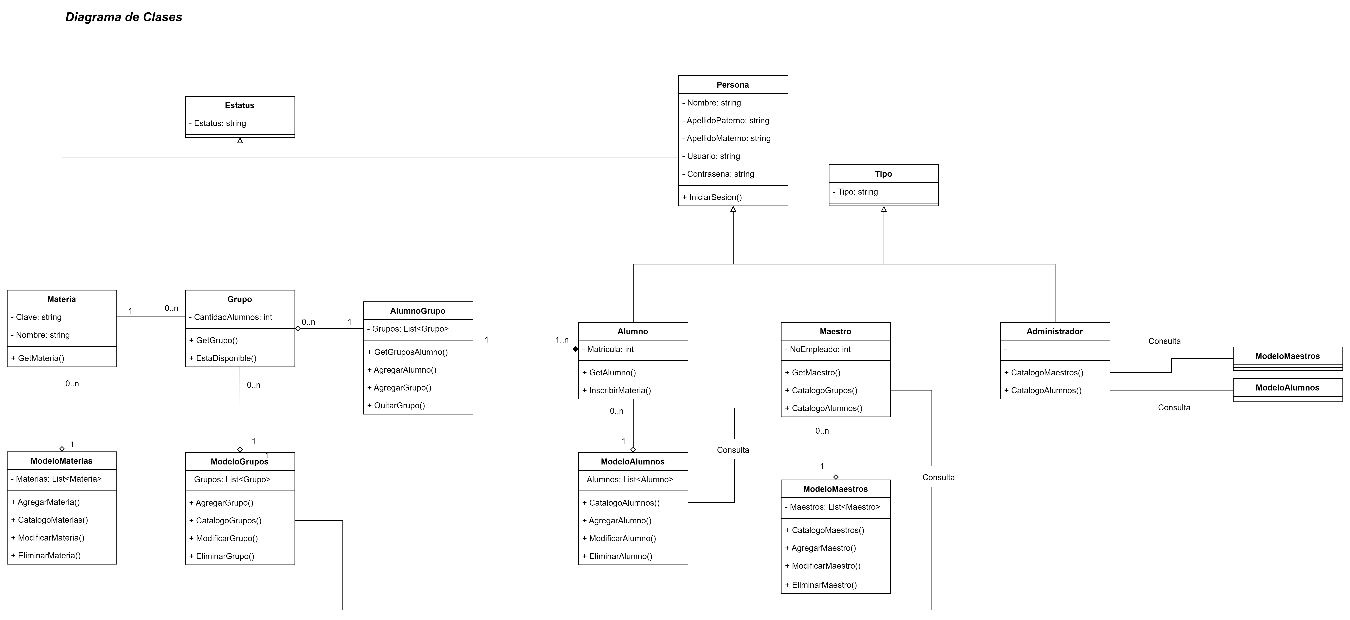 Diagrama de Clases
Estatus
- Estatus: string
Persona
- Nombre: string
- ApellidoPaterno: string
- ApellidoMaterno: string
- Usuario: string
- Contrasena: string
+ IniciarSesion()
Tipo
- Tipo: string
Materia
- Clave: string
- Nombre: string
+ GetMateria()
1
0..n
Grupo
- CantidadAlumnos: int
+ GetGrupo()
+ EstaDisponible()
0..n
1
AlumnoGrupo
- Grupos: List<Grupo>
+ GetGruposAlumno()
+ AgregarAlumno()
+ AgregarGrupo()
+ QuitarGrupo()
1
1..n
Alumno
- Matricula: int
+ GetAlumno()
+ InscribirMateria()
Maestro
- NoEmpleado: int
+ GetMaestro()
+ CatalogoGrupos()
+ CatalogoAlumnos()
Administrador
-
+ CatalogoMaestros()
+ CatalogoAlumnos()
Consulta
ModeloMaestros
ModeloAlumnos
Consulta
0..n
0..n
0..n
0..n
1
1
1
1
1
Consulta
Consulta
ModeloMaterias
- Materias: List<Materia>
+ AgregarMateria()
+ CatalogoMaterias()
+ ModificarMateria()
+ EliminarMateria()
ModeloGrupos
Grupos: List<Grupo>
+ AgregarGrupo()
+ CatalogoGrupos()
+ ModificarGrupo()
+ EliminarGrupo()
ModeloAlumnos
Alumnos: List<Alumno>
+ CatalogoAlumnos()
+ AgregarAlumno()
+ ModificarAlumno()
+ EliminarAlumno()
ModeloMaestros
- Maestros: List<Maestro>
+ CatalogoMaestros()
+ AgregarMaestro()
+ ModificarMaestro()
+ EliminarMaestro()